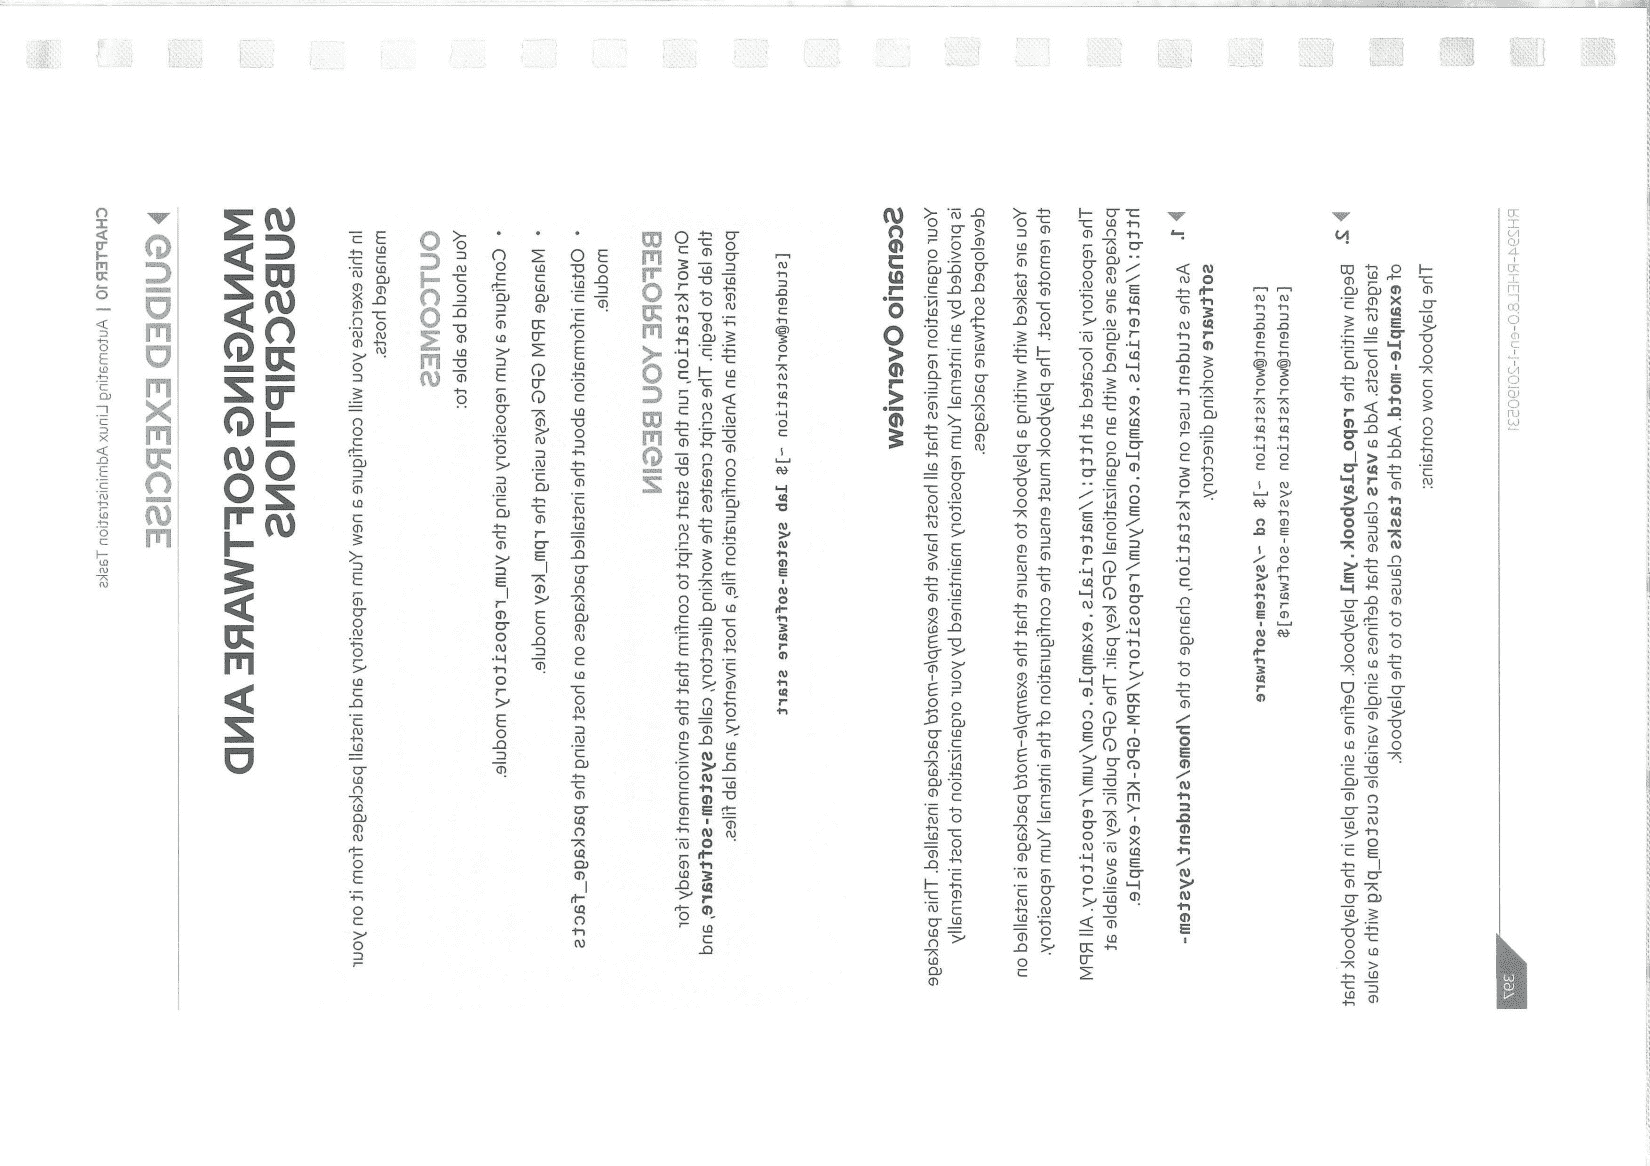 CHAPTER 10 | Automating Linux Administration Tasks
▶ GUIDED EXERCISE
MANAGING SOFTWARE AND
SUBSCRIPTIONS
In this exercise you will configure a new Yum repository and install packages from it on your
managed hosts.
OUTCOMES
You should be able to:
• Configure a yum repository using the yum_repository module.
• Manage RPM GPG keys using the rpm_key module.
• Obtain information about the installed packages on a host using the package_facts
module.
BEFORE YOU BEGIN
On workstation, run the lab start script to confirm that the environment is ready for
the lab to begin. The script creates the working directory, called system-software, and
populates it with an Ansible configuration file, a host inventory, and lab files.
[student@workstation ~]$ lab system-software start
Scenario Overview
Your organization requires that all hosts have the example-motd package installed. This package
is provided by an internal Yum repository maintained by your organization to host internally
developed software packages.
You are tasked with writing a playbook to ensure that the example-motd package is installed on
the remote host. The playbook must ensure the configuration of the internal Yum repository.
The repository is located at http://materials.example.com/yum/repository. All RPM
packages are signed with an organizational GPG key pair. The GPG public key is available at
http://materials.example.com/yum/repository/RPM-GPG-KEY-example.
▶ 1. As the student user on workstation, change to the /home/student/system-
software working directory.
[student@workstation ~]$ cd ~/system-software
[student@workstation system-software]$
▶ 2. Begin writing the repo_playbook.yml playbook. Define a single play in the playbook that
targets all hosts. Add a vars clause that defines a single variable custom_pkg with a value
of example-motd. Add the tasks clause to the playbook.
The playbook now contains:
RH294-RHEL8.0-en-1-20190531
397